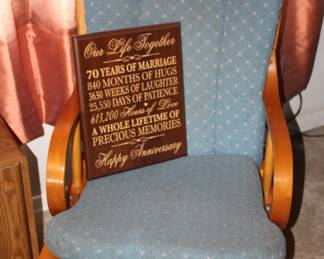 Our Life Together
70 YEARS OF MARRIAGE
840 MONTHS OF HUGS
3650 WEEKS OF LAUGHTER
25,550 DAYS OF PATIENCE
613,200 Hours of Love
A WHOLE LIFETIME OF
PRECIOUS MEMORIES
Happy Anniversary